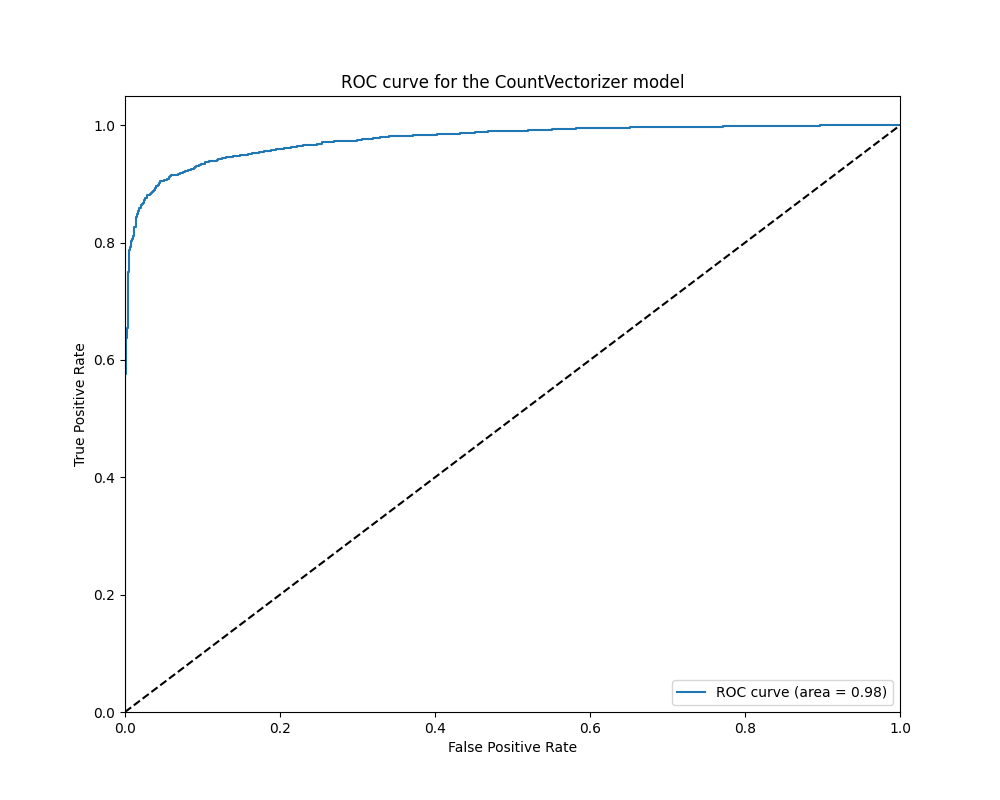 ROC curve for the CountVectorizer model
1.0
0.8
0.6
0.4
0.2
0.0
True Positive Rate
ROC curve (area = 0.98)
0.0 0.2 0.4 0.6 0.8 1.0
False Positive Rate